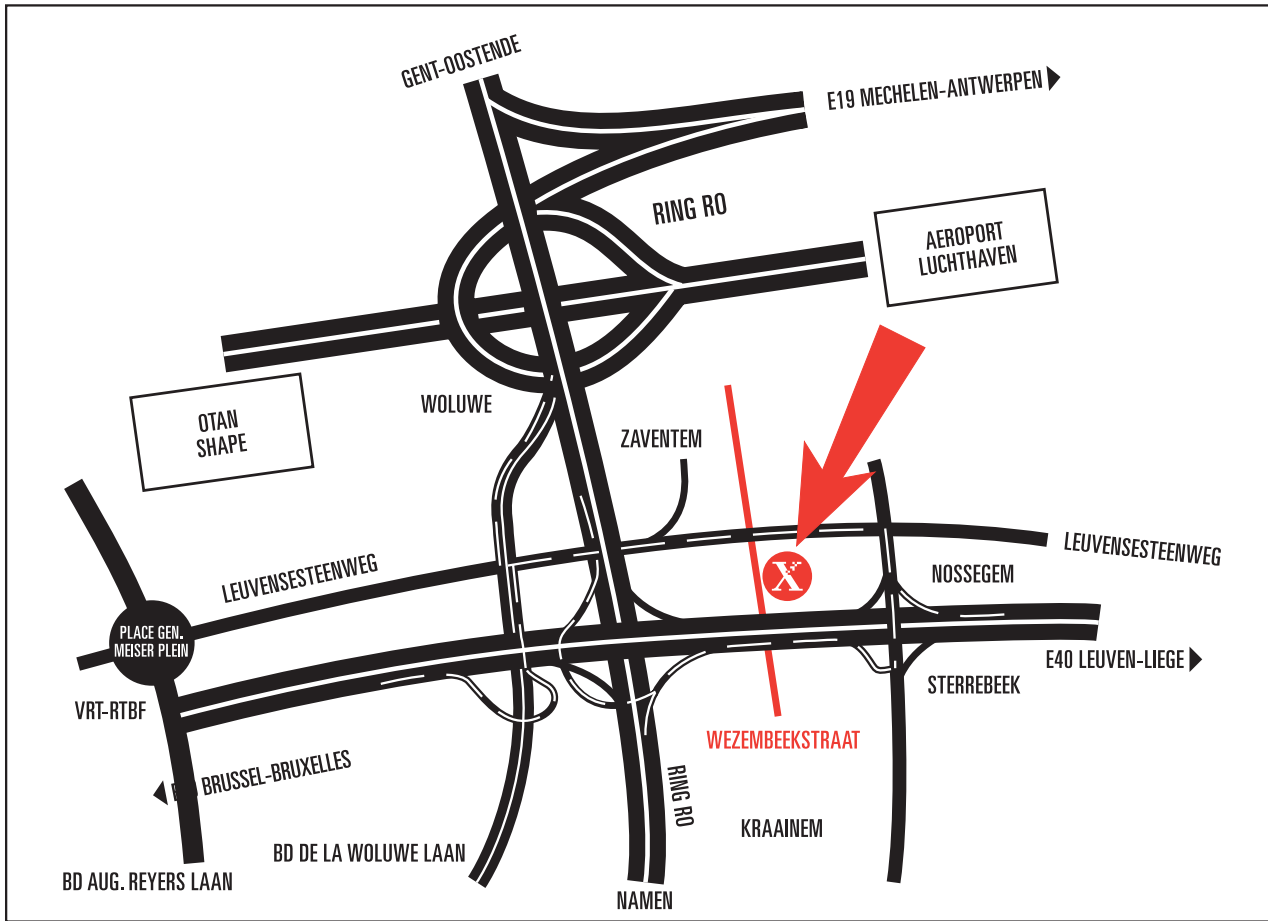 GENT-OOSTENDE
E19 MECHELEN-ANTWERPEN
RING RO
AEROPORT
LUCHTHAVEN
OTAN
SHAPE
WOLUWE
ZAVENTEM
LEUVENSESTEENWEG
LEUVENSESTEENWEG
X
NOSSEGEM
PLACE GEN.
MEISER PLEIN
E40 LEUVEN-LIEGE
STERREBEEK
VRT-RTBF
WEZEMBEEKSTRAAT
BRUSSEL-BRUXELLES
RING RO
KRAAINEM
BD DE LA WOLUWE LAAN
BD AUG. REYERS LAAN
NAMEN